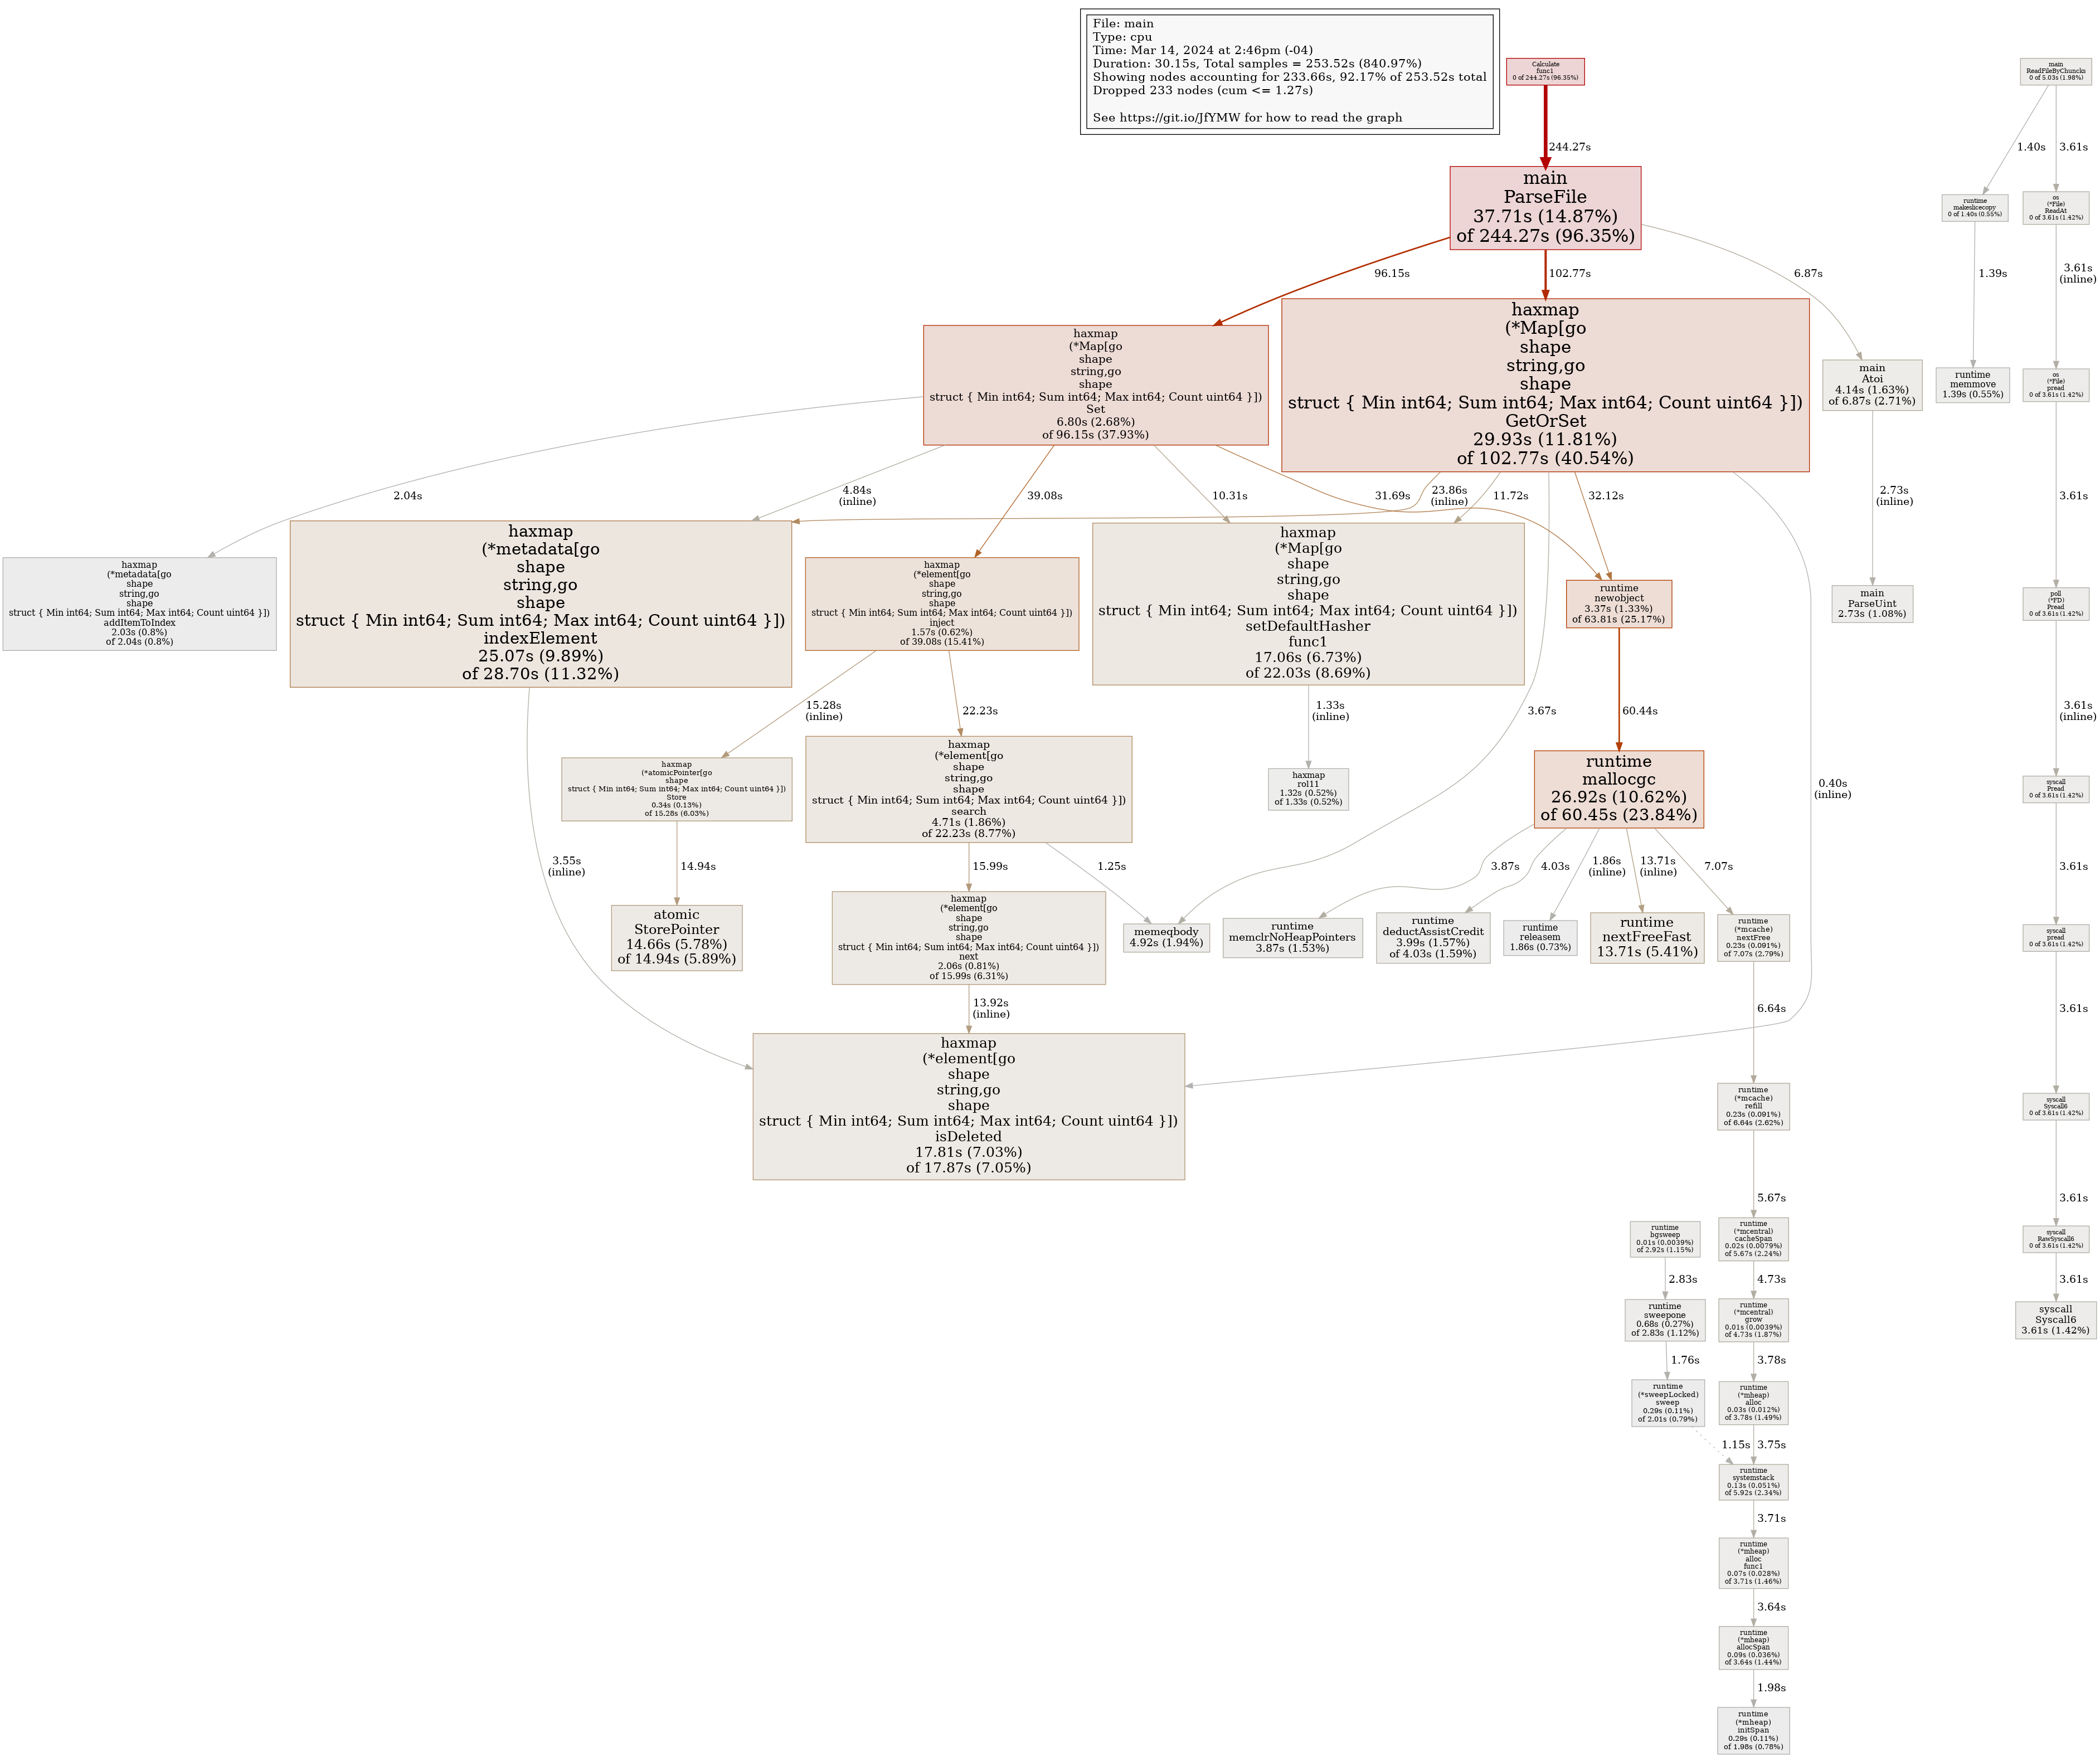 File: main
Type: cpu
Time: Mar 14, 2024 at 2:46pm (-04)
Duration: 30.15s, Total samples = 253.52s (840.97%)
Showing nodes accounting for 233.66s, 92.17% of 253.52s total
Dropped 233 nodes (cum <= 1.27s)
See https://git.io/JfYMW for how to read the graph
Calculate
func1
0 of 244.27s (96.35%)
main
ReadFileByChuncks
0 of 5.03s (1.98%)
244.27s
1.40s
3.61s
main
ParseFile
37.71s (14.87%)
of 244.27s (96.35%)
runtime
makeslicecopy
0 of 1.40s (0.55%)
os
(*File)
ReadAt
0 of 3.61s (1.42%)
96.15s
102.77s
6.87s
1.39s
3.61s
(inline)
haxmap
(*Map[go
shape
string,go
shape
struct { Min int64; Sum int64; Max int64; Count uint64 }])
Set
6.80s (2.68%)
of 96.15s (37.93%)
haxmap
(*Map[go
shape
string,go
shape
struct { Min int64; Sum int64; Max int64; Count uint64 }])
GetOrSet
29.93s (11.81%)
of 102.77s (40.54%)
main
Atoi
4.14s (1.63%)
of 6.87s (2.71%)
runtime
memmove
1.39s (0.55%)
os
(*File)
pread
0 of 3.61s (1.42%)
2.04s
4.84s
(inline)
39.08s
10.31s
31.69s
23.86s
(inline)
11.72s
32.12s
2.73s
(inline)
3.61s
haxmap
(*metadata[go
shape
string,go
shape
struct { Min int64; Sum int64; Max int64; Count uint64 }])
addItemToIndex
2.03s (0.8%)
of 2.04s (0.8%)
haxmap
(*metadata[go
shape
string,go
shape
struct { Min int64; Sum int64; Max int64; Count uint64 }])
indexElement
25.07s (9.89%)
of 28.70s (11.32%)
haxmap
(*element[go
shape
string,go
shape
struct { Min int64; Sum int64; Max int64; Count uint64 }])
inject
1.57s (0.62%)
of 39.08s (15.41%)
haxmap
(*Map[go
shape
string,go
shape
struct { Min int64; Sum int64; Max int64; Count uint64 }])
setDefaultHasher
func1
17.06s (6.73%)
of 22.03s (8.69%)
runtime
newobject
3.37s (1.33%)
of 63.81s (25.17%)
main
ParseUint
2.73s (1.08%)
poll
(*FD)
Pread
0 of 3.61s (1.42%)
15.28s
(inline)
22.23s
1.33s
(inline)
3.67s
60.44s
0.40s
(inline)
3.61s
(inline)
haxmap
(*atomicPointer[go
shape
struct { Min int64; Sum int64; Max int64; Count uint64 }])
Store
0.34s (0.13%)
of 15.28s (6.03%)
haxmap
(*element[go
shape
string,go
shape
struct { Min int64; Sum int64; Max int64; Count uint64 }])
search
4.71s (1.86%)
of 22.23s (8.77%)
haxmap
rol11
1.32s (0.52%)
of 1.33s (0.52%)
runtime
mallocgc
26.92s (10.62%)
of 60.45s (23.84%)
syscall
Pread
0 of 3.61s (1.42%)
3.55s
(inline)
14.94s
15.99s
1.25s
3.87s
4.03s
1.86s
(inline)
13.71s
(inline)
7.07s
3.61s
atomic
StorePointer
14.66s (5.78%)
of 14.94s (5.89%)
haxmap
(*element[go
shape
string,go
shape
struct { Min int64; Sum int64; Max int64; Count uint64 }])
next
2.06s (0.81%)
of 15.99s (6.31%)
memeqbody
4.92s (1.94%)
runtime
memclrNoHeapPointers
3.87s (1.53%)
runtime
deductAssistCredit
3.99s (1.57%)
of 4.03s (1.59%)
runtime
releasem
1.86s (0.73%)
runtime
nextFreeFast
13.71s (5.41%)
runtime
(*mcache)
nextFree
0.23s (0.091%)
of 7.07s (2.79%)
syscall
pread
0 of 3.61s (1.42%)
13.92s
(inline)
6.64s
3.61s
haxmap
(*element[go
shape
string,go
shape
struct { Min int64; Sum int64; Max int64; Count uint64 }])
isDeleted
17.81s (7.03%)
of 17.87s (7.05%)
runtime
(*mcache)
refill
0.23s (0.091%)
of 6.64s (2.62%)
syscall
Syscall6
0 of 3.61s (1.42%)
5.67s
3.61s
runtime
bgsweep
0.01s (0.0039%)
of 2.92s (1.15%)
runtime
(*mcentral)
cacheSpan
0.02s (0.0079%)
of 5.67s (2.24%)
syscall
RawSyscall6
0 of 3.61s (1.42%)
2.83s
4.73s
3.61s
runtime
sweepone
0.68s (0.27%)
of 2.83s (1.12%)
runtime
(*mcentral)
grow
0.01s (0.0039%)
of 4.73s (1.87%)
syscall
Syscall6
3.61s (1.42%)
1.76s
3.78s
runtime
(*sweepLocked)
sweep
0.29s (0.11%)
of 2.01s (0.79%)
runtime
(*mheap)
alloc
0.03s (0.012%)
of 3.78s (1.49%)
1.15s
3.75s
runtime
systemstack
0.13s (0.051%)
of 5.92s (2.34%)
3.71s
runtime
(*mheap)
alloc
func1
0.07s (0.028%)
of 3.71s (1.46%)
3.64s
runtime
(*mheap)
allocSpan
0.09s (0.036%)
of 3.64s (1.44%)
1.98s
runtime
(*mheap)
initSpan
0.29s (0.11%)
of 1.98s (0.78%)